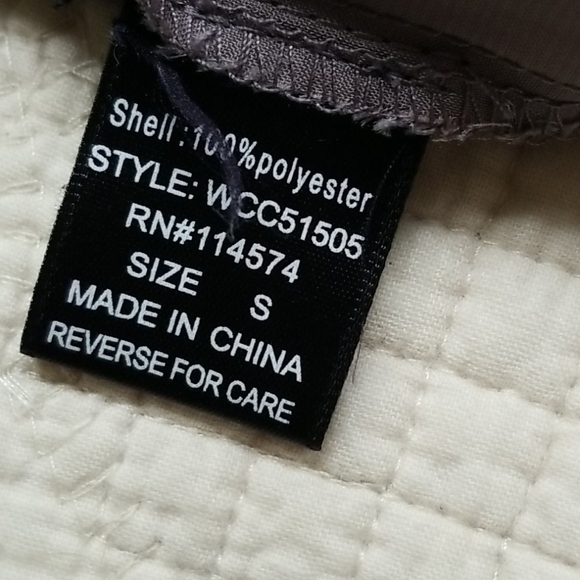 Shell:100%polyester
STYLE: WCC51505
RN#114574
SIZE S
MADE IN CHINA
REVERSE FOR CARE